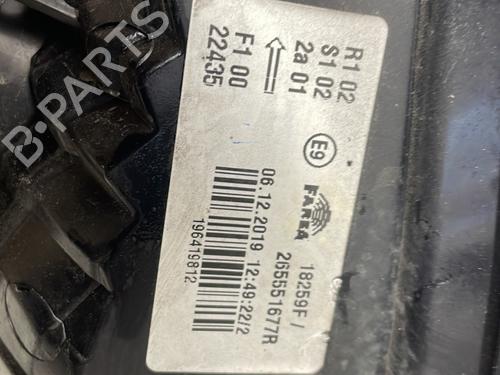 R1 02
S1 02
2a 01
F1 00
22435
E9
FARBA
18259F /
265551677R
06.12.2019 12:49:22/2
196419812
B-PARTS